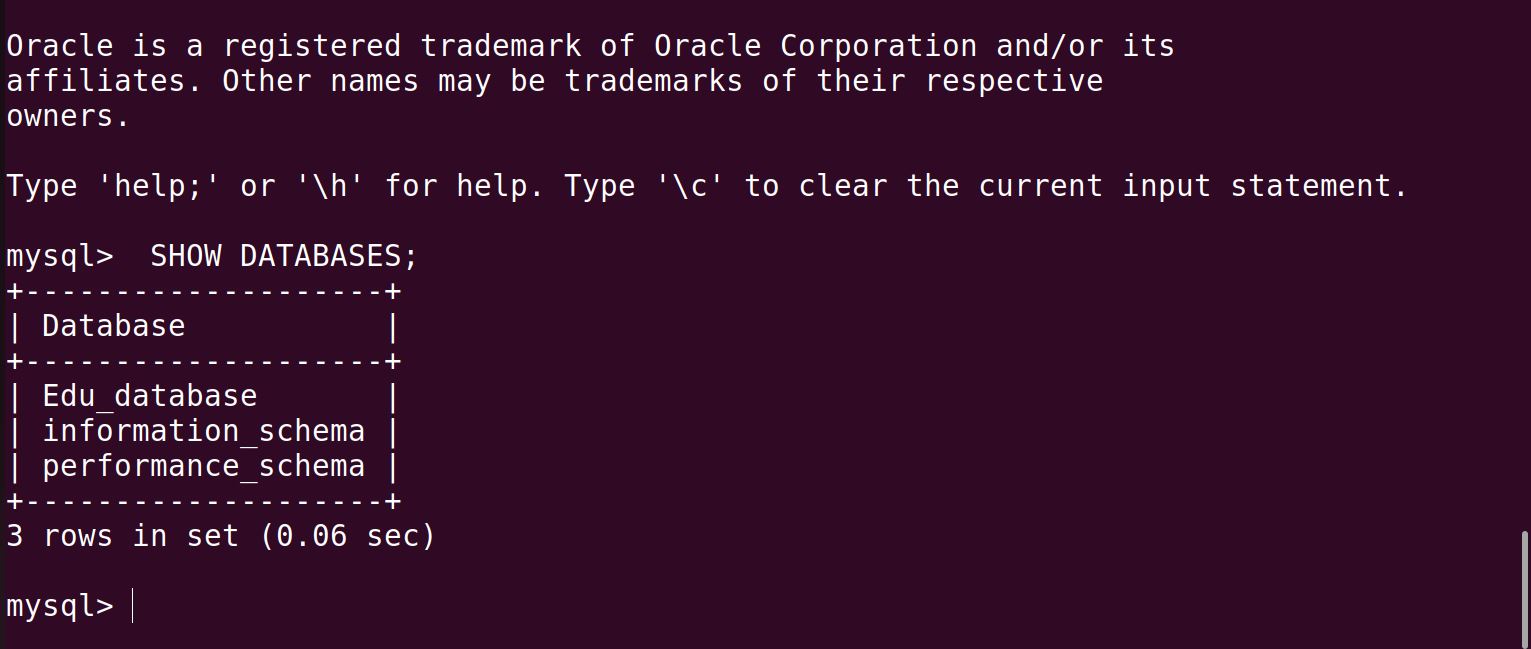 Oracle is a registered trademark of Oracle Corporation and/or its
affiliates. Other names may be trademarks of their respective
owners.
Type 'help;' or '\h' for help. Type '\c' to clear the current input statement.
mysql>  SHOW DATABASES;
+--------------------+
| Database           |
+--------------------+
| Edu_database       |
| information_schema |
| performance_schema |
+--------------------+
3 rows in set (0.06 sec)
mysql>